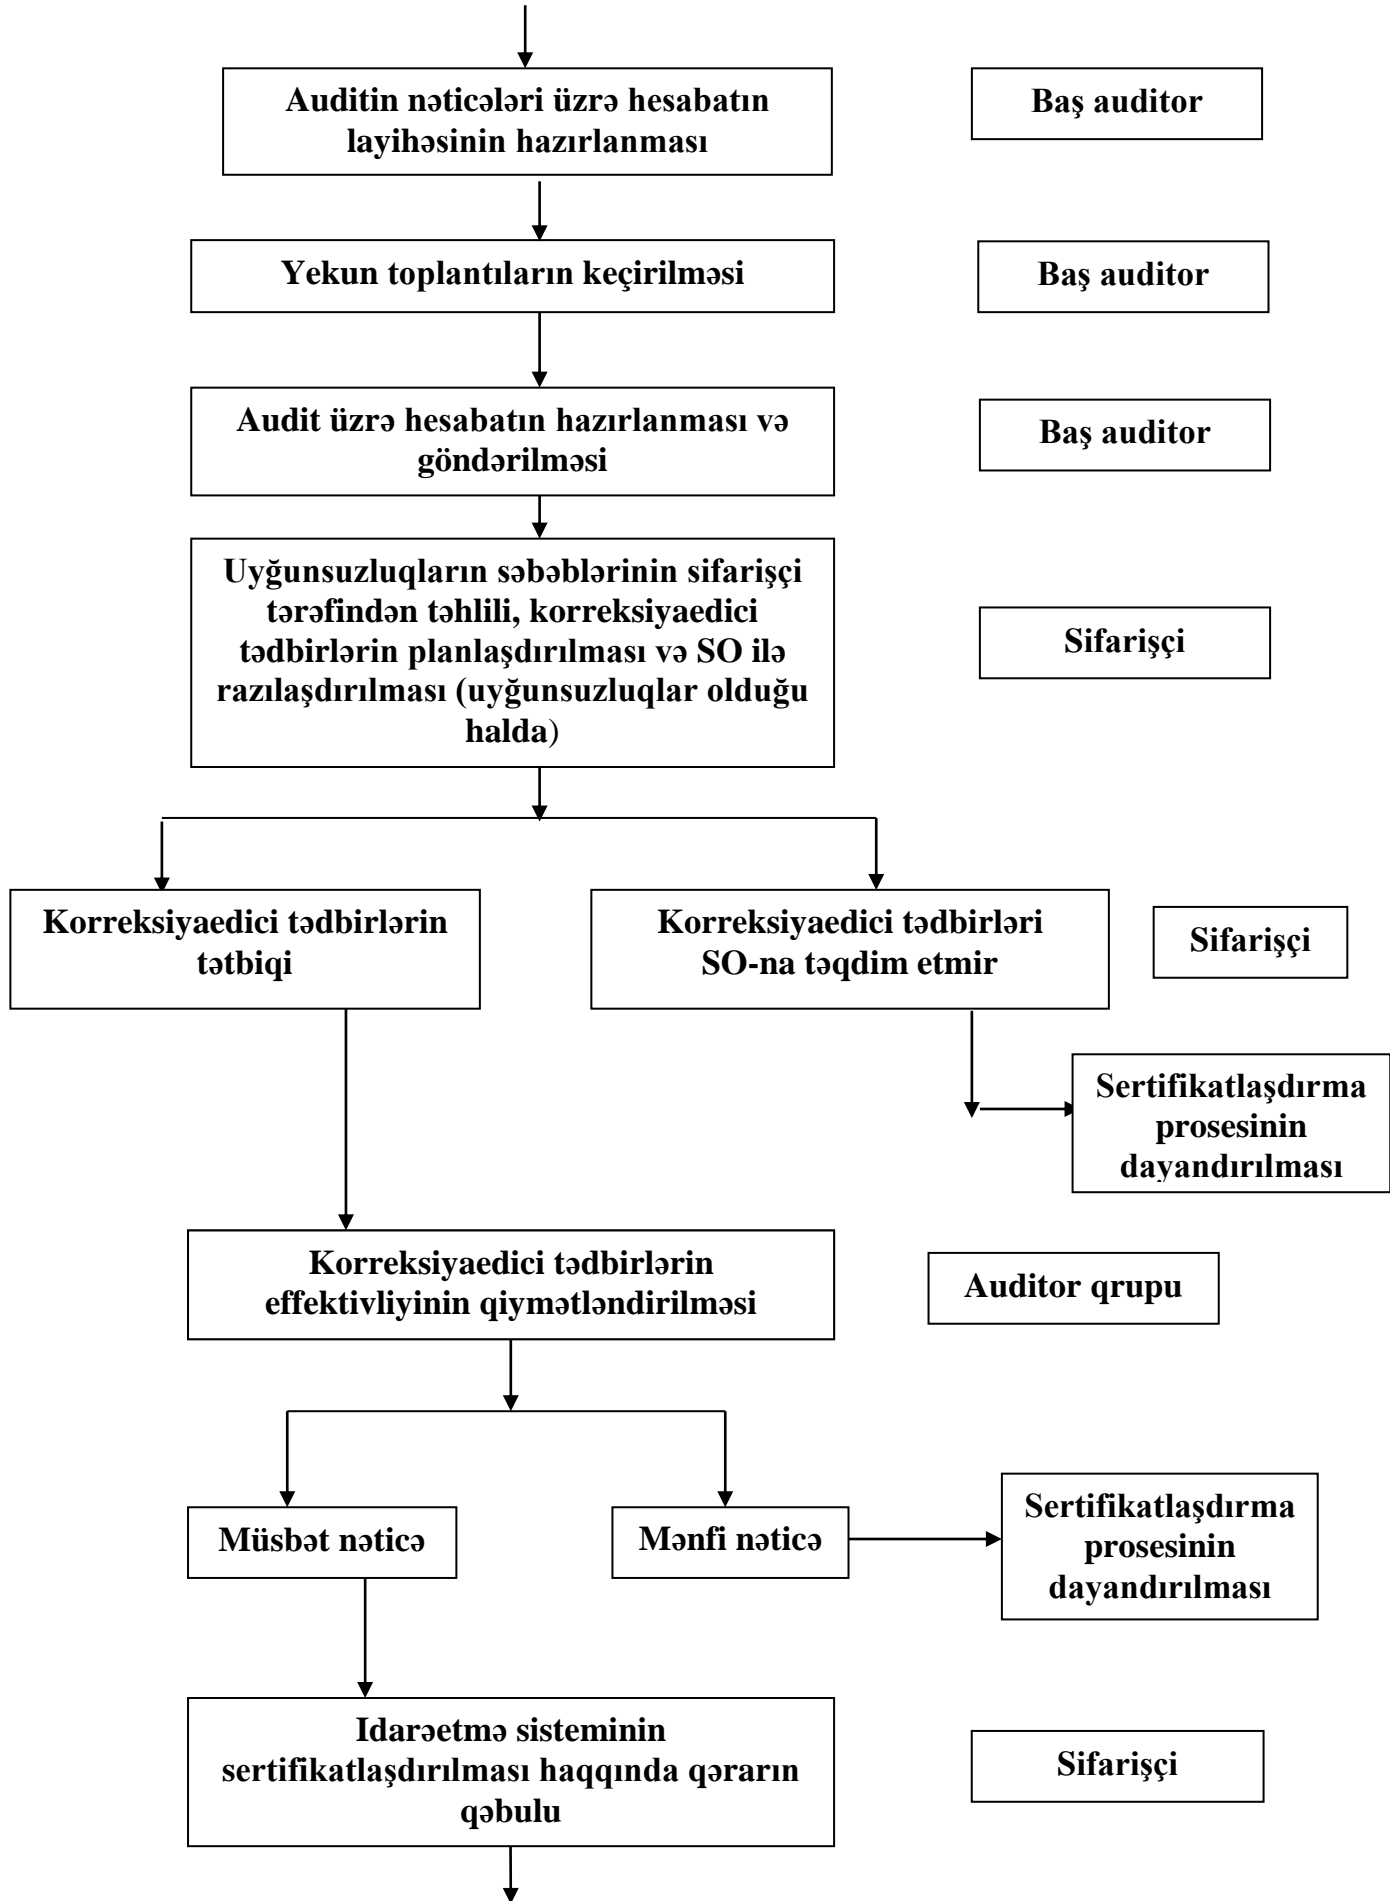 Auditin nəticələri üzrə hesabatın
layihəsinin hazırlanması
Baş auditor
Yekun toplantıların keçirilməsi
Baş auditor
Audit üzrə hesabatın hazırlanması və
göndərilməsi
Baş auditor
Uyğunsuzluqların səbəblərinin sifarişçi
tərəfindən təhlili, korreksiyaedici
tədbirlərin planlaşdırılması və SO ilə
razılaşdırılması (uyğunsuzluqlar olduğu
halda)
Sifarişçi
Korreksiyaedici tədbirlərin
tətbiqi
Korreksiyaedici tədbirləri
SO-na təqdim etmir
Sifarişçi
Sertifikatlaşdırma
prosesinin
dayandırılması
Korreksiyaedici tədbirlərin
effektivliyinin qiymətləndirilməsi
Auditor qrupu
Müsbət nəticə
Mənfi nəticə
Sertifikatlaşdırma
prosesinin
dayandırılması
Idarəetmə sisteminin
sertifikatlaşdırılması haqqında qərarın
qəbulu
Sifarişçi